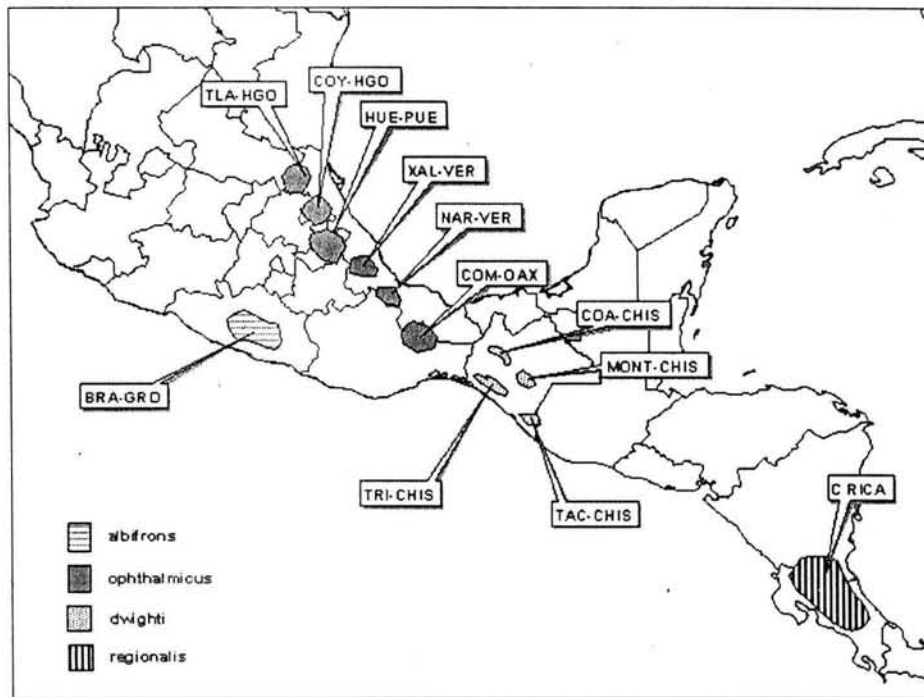 COY-HGO
TLA-HGO
HUE-PUE
XAL-VER
NAR-VER
COM-OAX
COA-CHIS
MONT-CHIS
BRA-GRO
TRI-CHIS
TAC-CHIS
C RICA
albifrons
ophthalmicus
dwighti
regionalis